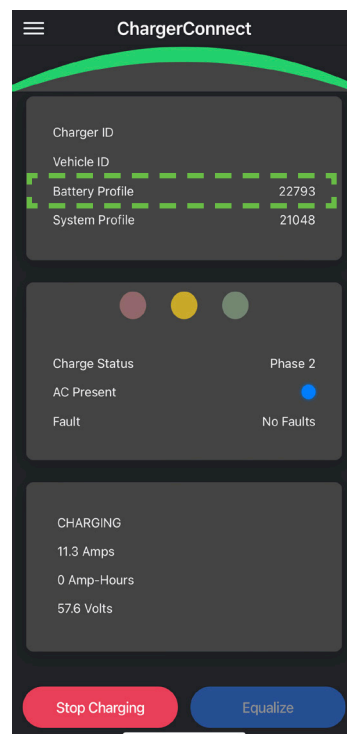 ChargerConnect
Charger ID
Vehicle ID
Battery Profile 22793
System Profile 21048
Charge Status Phase 2
AC Present
Fault No Faults
CHARGING
11.3 Amps
0 Amp-Hours
57.6 Volts
Stop Charging Equalize